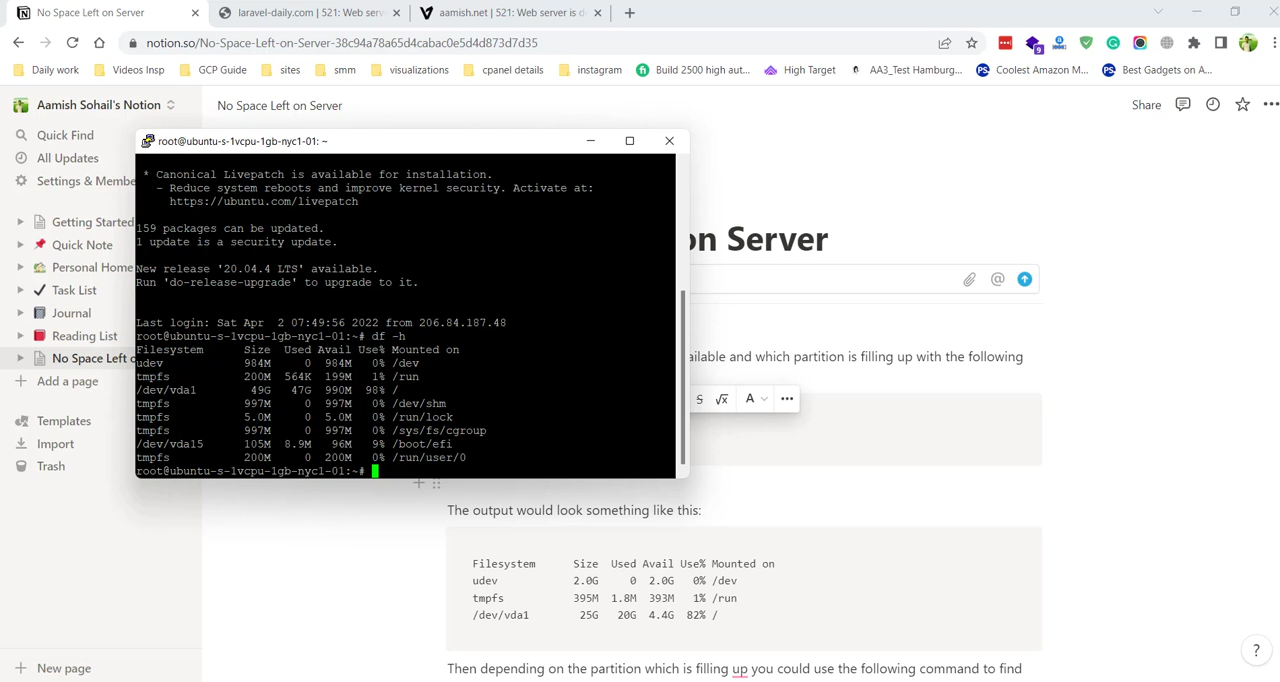 No Space Left on Server
laravel-daily.com | 521: Web serv
aamish.net | 521: Web server is d
notion.so/No-Space-Left-on-Server-38c94a78a65d4cabac0e5d4d873d7d35
9
Daily work
Videos Insp
GCP Guide
sites
smm
visualizations
cpanel details
instagram
Build 2500 high aut...
High Target
AA3_Test Hamburg...
Coolest Amazon M...
Best Gadgets on A...
Aamish Sohail's Notion
No Space Left on Server
Share
Quick Find
All Updates
Settings & Membe
Getting Started
Quick Note
Personal Home
Task List
Journal
Reading List
No Space Left o
Add a page
Templates
Import
Trash
New page
root@ubuntu-s-1vcpu-1gb-nyc1-01: ~
* Canonical Livepatch is available for installation.
- Reduce system reboots and improve kernel security. Activate at:
https://ubuntu.com/livepatch
159 packages can be updated.
1 update is a security update.
New release '20.04.4 LTS' available.
Run 'do-release-upgrade' to upgrade to it.
Last login: Sat Apr  2 07:49:56 2022 from 206.84.187.48
root@ubuntu-s-1vcpu-1gb-nyc1-01:~# df -h
Filesystem      Size  Used Avail Use% Mounted on
udev            984M     0  984M   0% /dev
tmpfs           200M  564K  199M   1% /run
/dev/vda1        49G   47G  990M  98% /
tmpfs           997M     0  997M   0% /dev/shm
tmpfs           5.0M     0  5.0M   0% /run/lock
tmpfs           997M     0  997M   0% /sys/fs/cgroup
/dev/vda15      105M  8.9M   96M   9% /boot/efi
tmpfs           200M     0  200M   0% /run/user/0
root@ubuntu-s-1vcpu-1gb-nyc1-01:~#
on Server
ailable and which partition is filling up with the following
S √x A
The output would look something like this:
Filesystem      Size  Used Avail Use% Mounted on
udev            2.0G     0  2.0G   0% /dev
tmpfs           395M  1.8M  393M   1% /run
/dev/vda1        25G   20G  4.4G  82% /
Then depending on the partition which is filling up you could use the following command to find
?